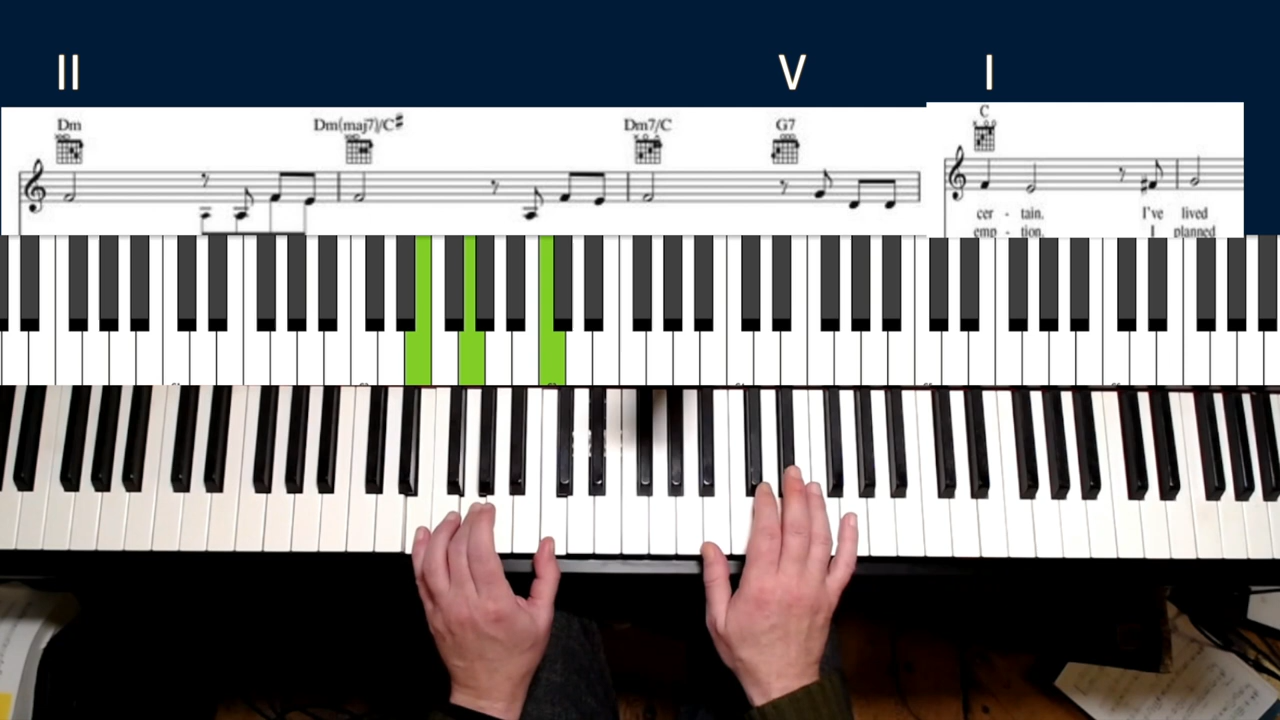 II V I
Dm Dm(maj7)/C♯ Dm7/C G7 C
cer - tain. I've lived
emp - tion. I planned